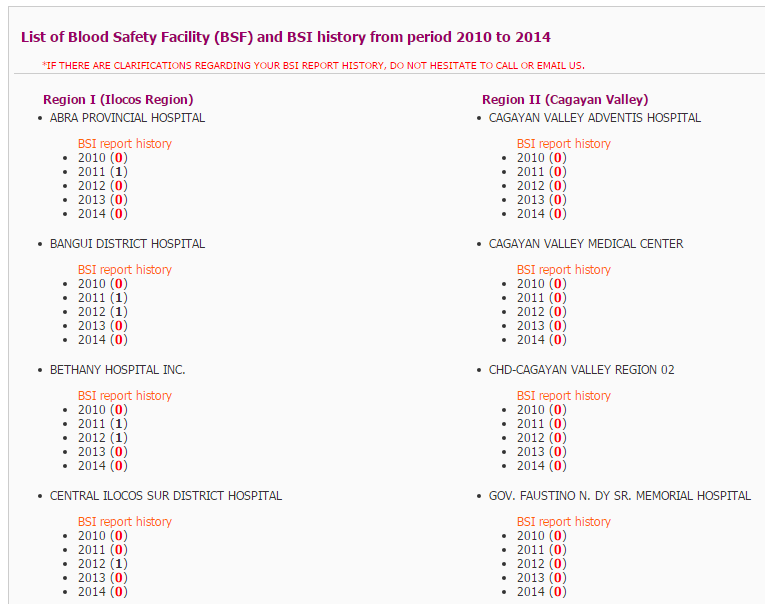 List of Blood Safety Facility (BSF) and BSI history from period 2010 to 2014
*IF THERE ARE CLARIFICATIONS REGARDING YOUR BSI REPORT HISTORY, DO NOT HESITATE TO CALL OR EMAIL US.
Region I (Ilocos Region)
ABRA PROVINCIAL HOSPITAL
BSI report history
2010 (0)
2011 (1)
2012 (0)
2013 (0)
2014 (0)
BANGUI DISTRICT HOSPITAL
BSI report history
2010 (0)
2011 (1)
2012 (1)
2013 (0)
2014 (0)
BETHANY HOSPITAL INC.
BSI report history
2010 (0)
2011 (1)
2012 (1)
2013 (0)
2014 (0)
CENTRAL ILOCOS SUR DISTRICT HOSPITAL
BSI report history
2010 (0)
2011 (0)
2012 (1)
2013 (0)
2014 (0)
Region II (Cagayan Valley)
CAGAYAN VALLEY ADVENTIS HOSPITAL
BSI report history
2010 (0)
2011 (0)
2012 (0)
2013 (0)
2014 (0)
CAGAYAN VALLEY MEDICAL CENTER
BSI report history
2010 (0)
2011 (0)
2012 (0)
2013 (0)
2014 (0)
CHD-CAGAYAN VALLEY REGION 02
BSI report history
2010 (0)
2011 (0)
2012 (0)
2013 (0)
2014 (0)
GOV. FAUSTINO N. DY SR. MEMORIAL HOSPITAL
BSI report history
2010 (0)
2011 (0)
2012 (0)
2013 (0)
2014 (0)